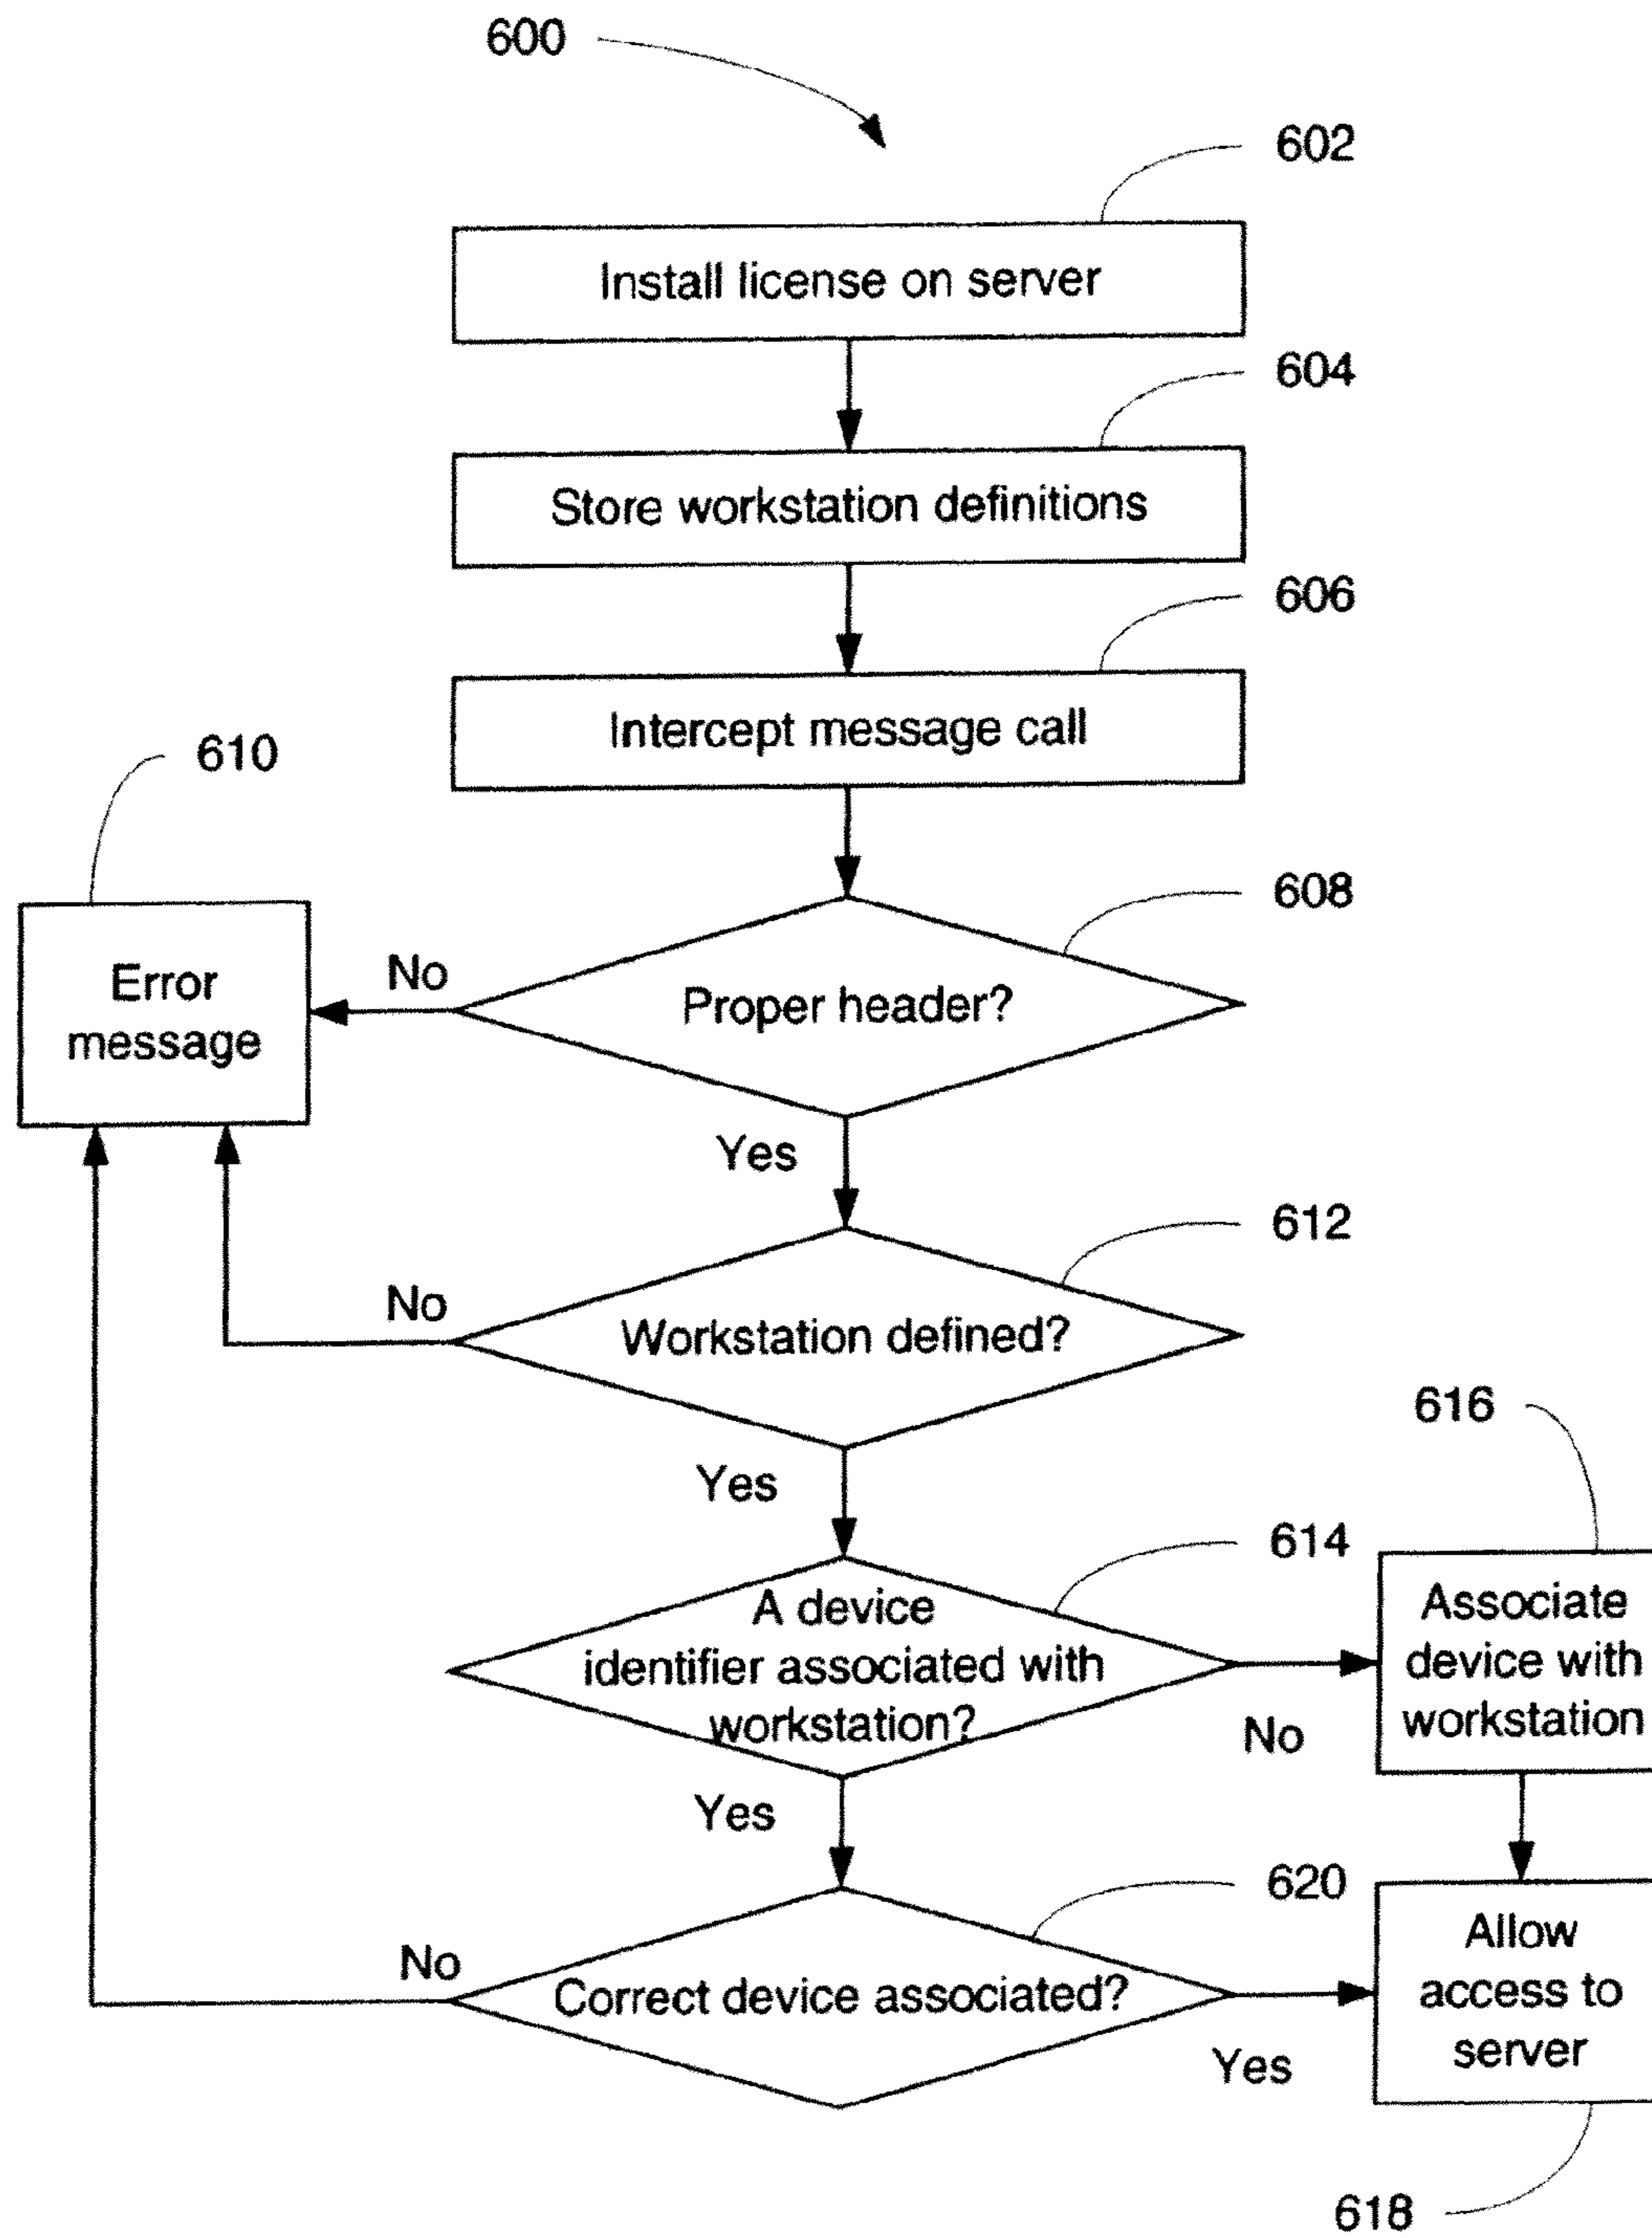 600
602
Install license on server
604
Store workstation definitions
606
Intercept message call
610
608
Error
message
No
Proper header?
Yes
612
No
Workstation defined?
616
Yes
614
A device
identifier associated with
workstation?
Associate
device with
workstation
No
Yes
620
No
Correct device associated?
Allow
access to
server
Yes
618